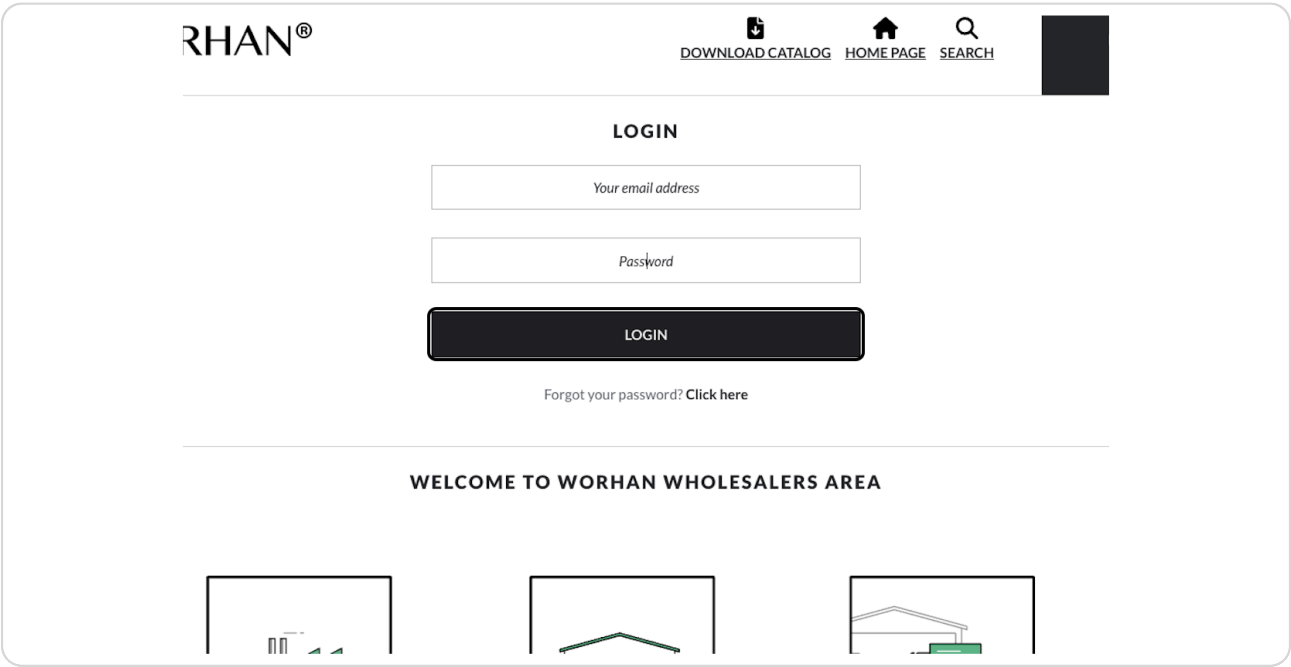 RHAN®
DOWNLOAD CATALOG HOME PAGE SEARCH
LOGIN
Your email address
Password
LOGIN
Forgot your password? Click here
WELCOME TO WORHAN WHOLESALERS AREA